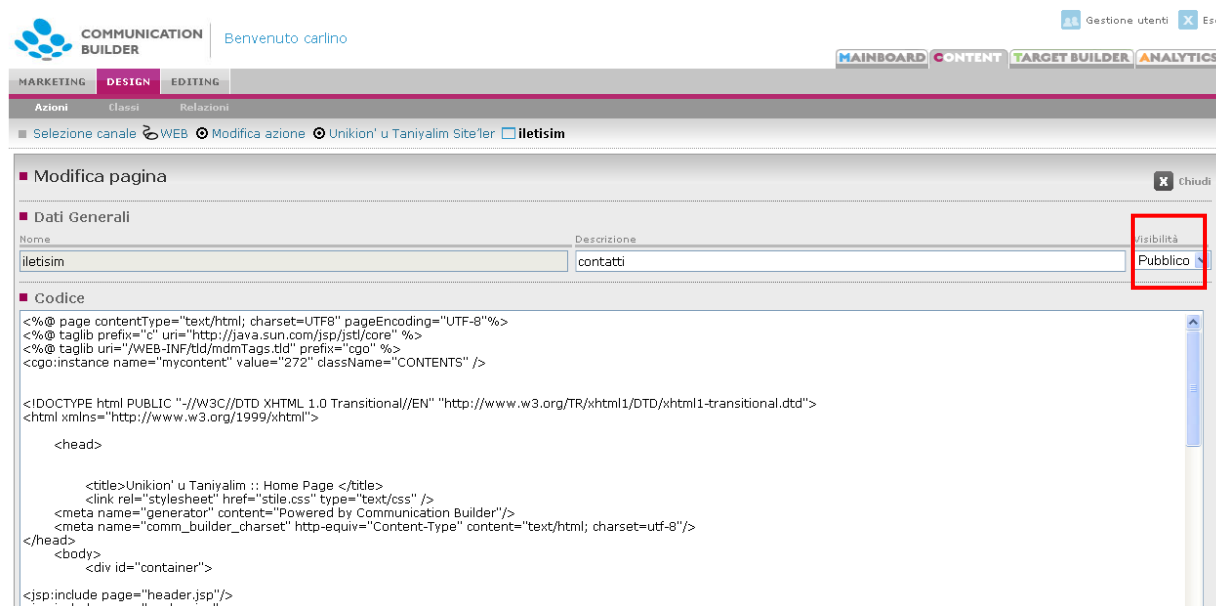 COMMUNICATION
BUILDER
Benvenuto carlino
Gestione utenti
MAINBOARD CONTENT TARGET BUILDER ANALYTICS
MARKETING DESIGN EDITING
Azioni Classi Relazioni
Selezione canale WEB Modifica azione Unikion' u Taniyalim Site'ler iletisim
Modifica pagina
X Chiudi
Dati Generali
Nome Descrizione Visibilità
iletisim contatti Pubblico
Codice
<%@ page contentType="text/html; charset=UTF8" pageEncoding="UTF-8"%>
<%@ taglib prefix="c" uri="http://java.sun.com/jsp/jstl/core" %>
<%@ taglib uri="/WEB-INF/tld/mdmTags.tld" prefix="cgo" %>
<cgo:instance name="mycontent" value="272" className="CONTENTS" />
<!DOCTYPE html PUBLIC "-//W3C//DTD XHTML 1.0 Transitional//EN" "http://www.w3.org/TR/xhtml1/DTD/xhtml1-transitional.dtd">
<html xmlns="http://www.w3.org/1999/xhtml">
<head>
<title>Unikion' u Taniyalim :: Home Page </title>
<link rel="stylesheet" href="stile.css" type="text/css" />
<meta name="generator" content="Powered by Communication Builder"/>
<meta name="comm_builder_charset" http-equiv="Content-Type" content="text/html; charset=utf-8"/>
</head>
<body>
<div id="container">
<jsp:include page="header.jsp"/>